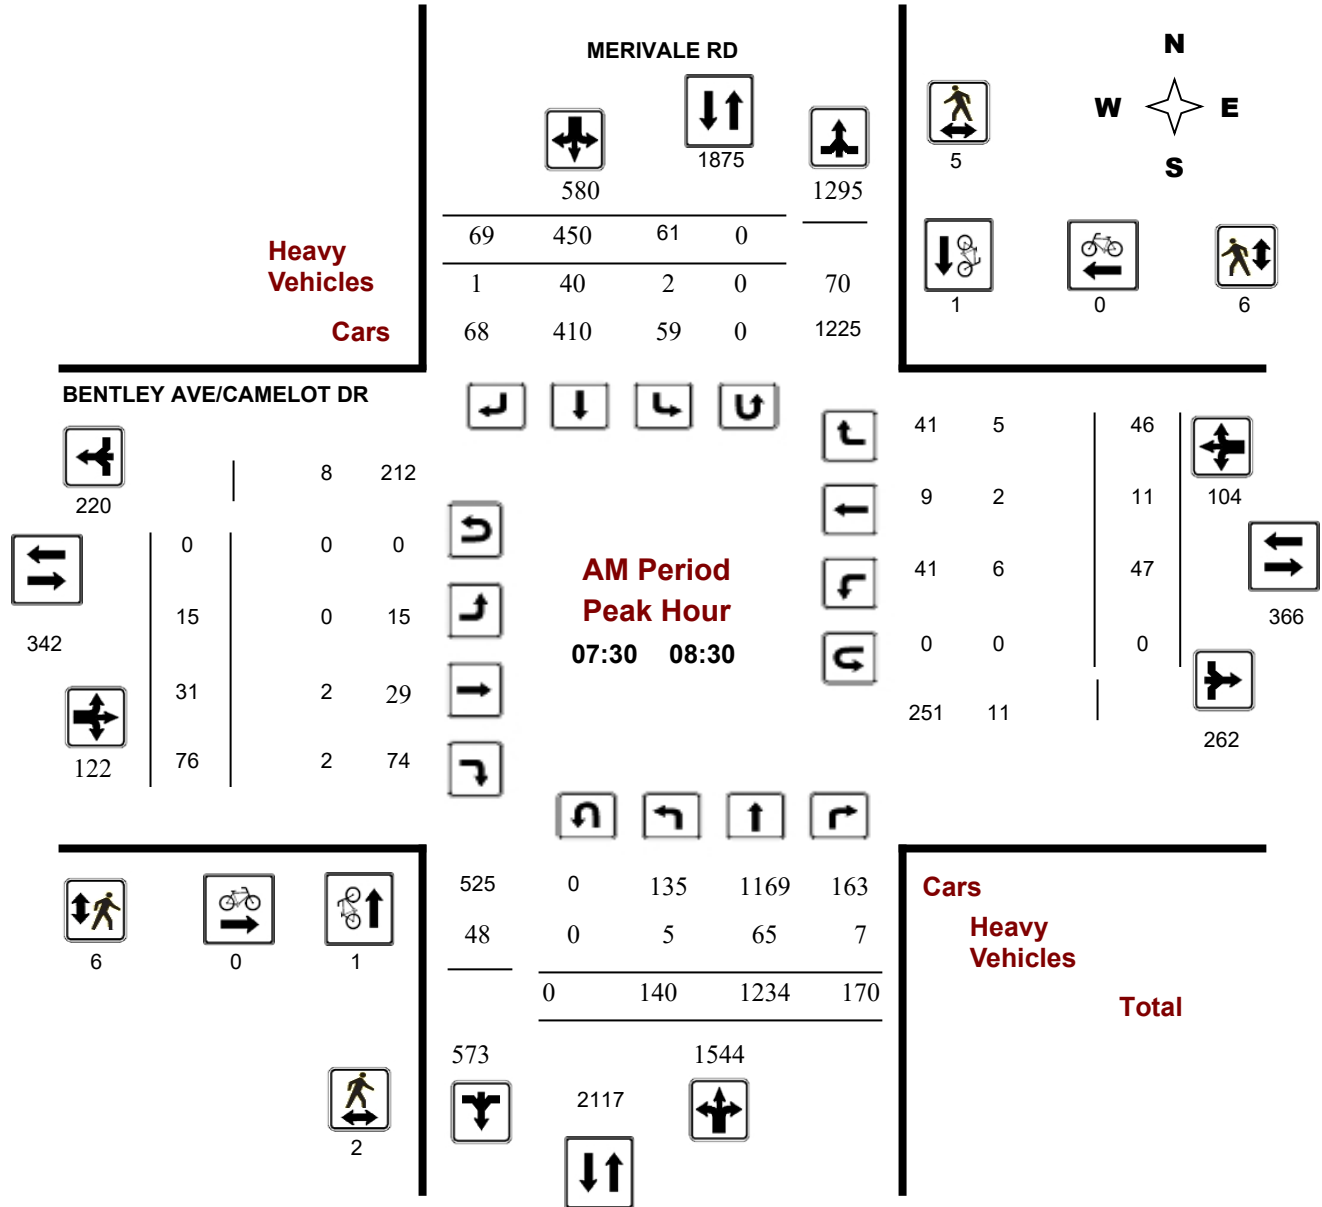 MERIVALE RD
N
W E
S
1875
5
580 1295
69 450 61 0
Heavy
Vehicles
1 40 2 0 70
1 0 6
Cars 68 410 59 0 1225
BENTLEY AVE/CAMELOT DR
41 5 46
8 212
220
9 2 11 104
0 0 0
AM Period
41 6 47
Peak Hour
15 0 15
366
342
07:30 08:30
0 0 0
31 2 29
251 11
262
122 76 2 74
525 0 135 1169 163 Cars
48 0 5 65 7 Heavy
Vehicles
6 0 1
0 140 1234 170 Total
573 1544
2117
2